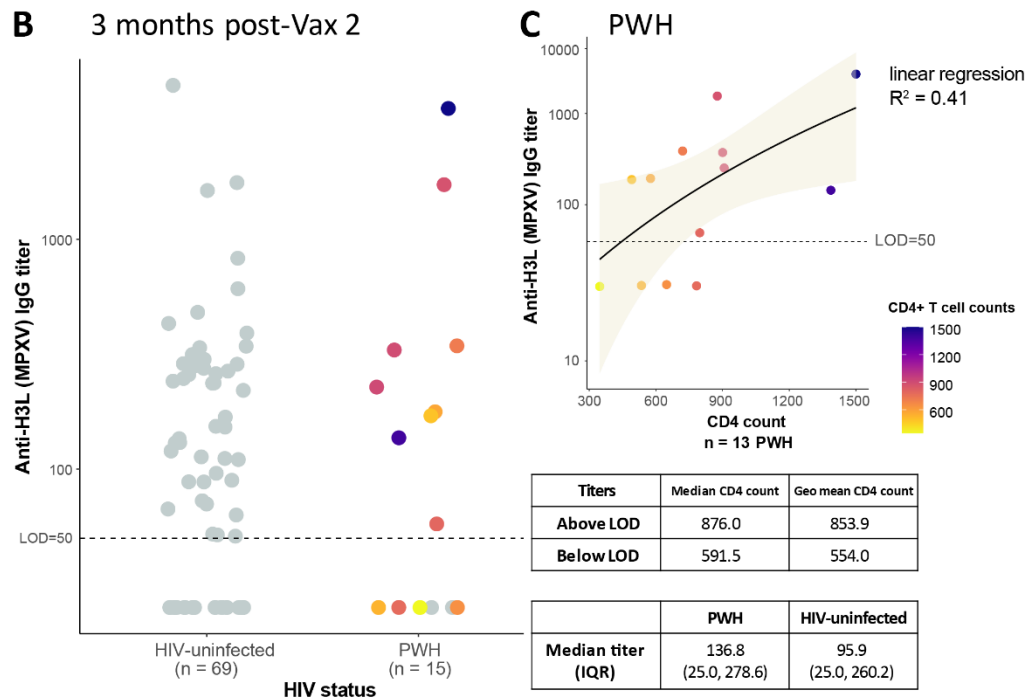 B 3 months post-Vax 2
Anti-H3L (MPXV) IgG titer
1000
100
LOD=50
HIV-uninfected
(n = 69)
PWH
(n = 15)
HIV status
C PWH
Anti-H3L (MPXV) IgG titer
10000
1000
100
10
linear regression
R² = 0.41
LOD=50
300 600 900 1200 1500
CD4 count
n = 13 PWH
CD4+ T cell counts
1500
1200
900
600
Titers Median CD4 count Geo mean CD4 count
Above LOD 876.0 853.9
Below LOD 591.5 554.0
PWH HIV-uninfected
Median titer 136.8 95.9
(IQR) (25.0, 278.6) (25.0, 260.2)